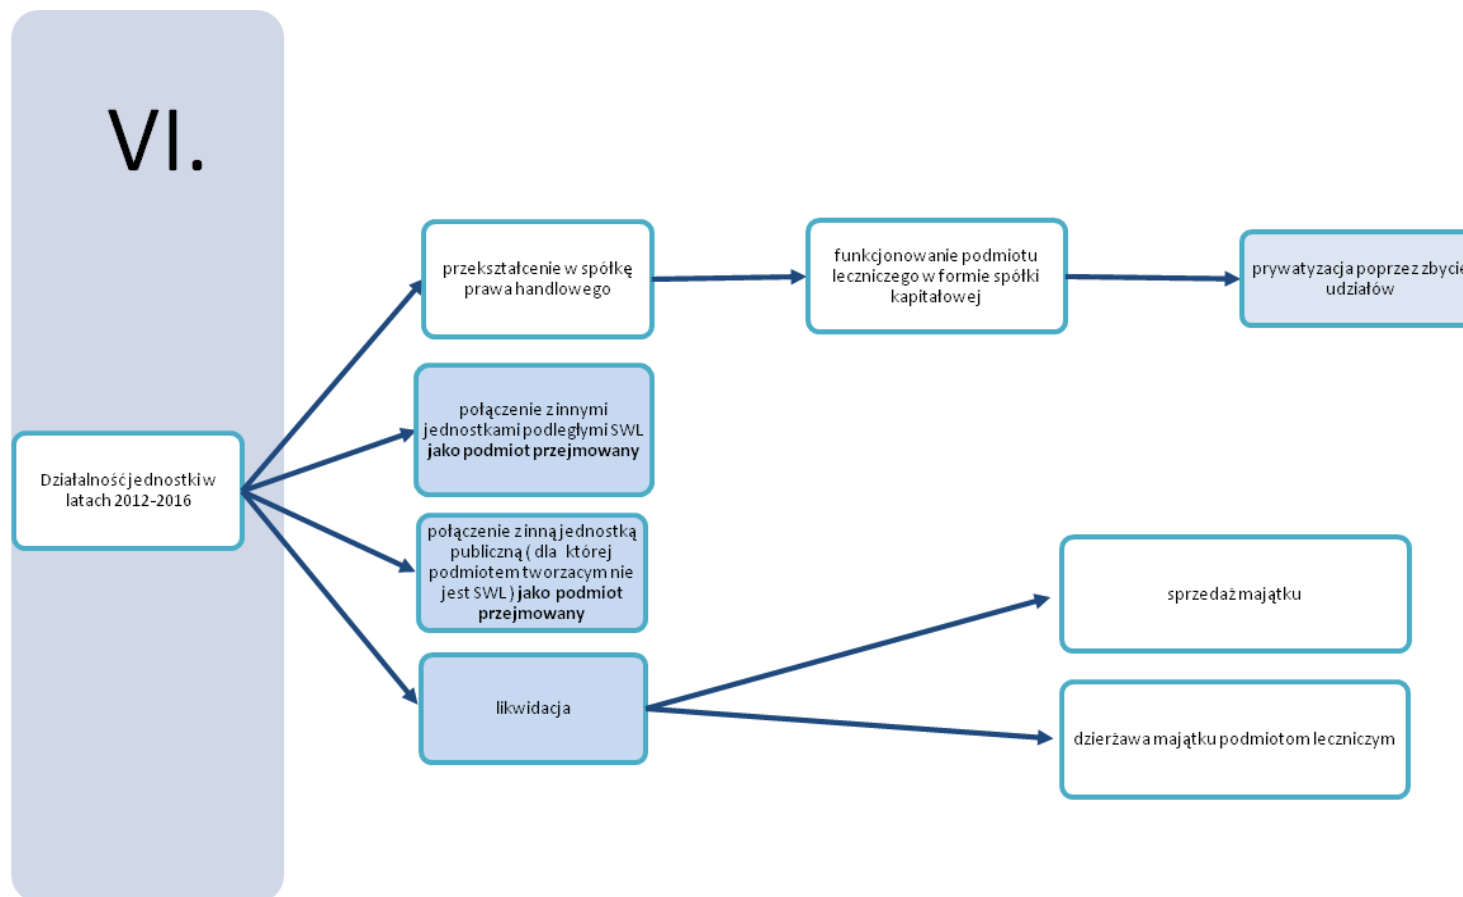 VI.
Działalność jednostki w
latach 2012-2016
przekształcenie w spółkę
prawa handlowego
funkcjonowanie podmiotu
leczniczego w formie spółki
kapitałowej
prywatyzacja poprzez zbycie
udziałów
połączenie z innymi
jednostkami podległymi SWL
jako podmiot przejmowany
połączenie z inną jednostką
publiczną ( dla której
podmiotem tworzacym nie
jest SWL ) jako podmiot
przejmowany
likwidacja
sprzedaż majątku
dzierżawa majątku podmiotom leczniczym